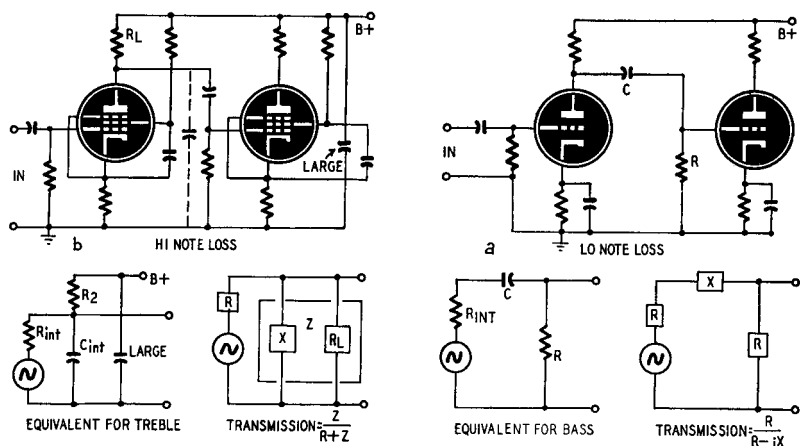 RL
B+
IN
LARGE
b
HI NOTE LOSS
B+
C
IN
R
a
LO NOTE LOSS
B+
R2
Rint
Cint
LARGE
EQUIVALENT FOR TREBLE
R
Z
X
RL
TRANSMISSION = Z
R+Z
C
RINT
R
EQUIVALENT FOR BASS
X
R
R
TRANSMISSION = R
R-jX